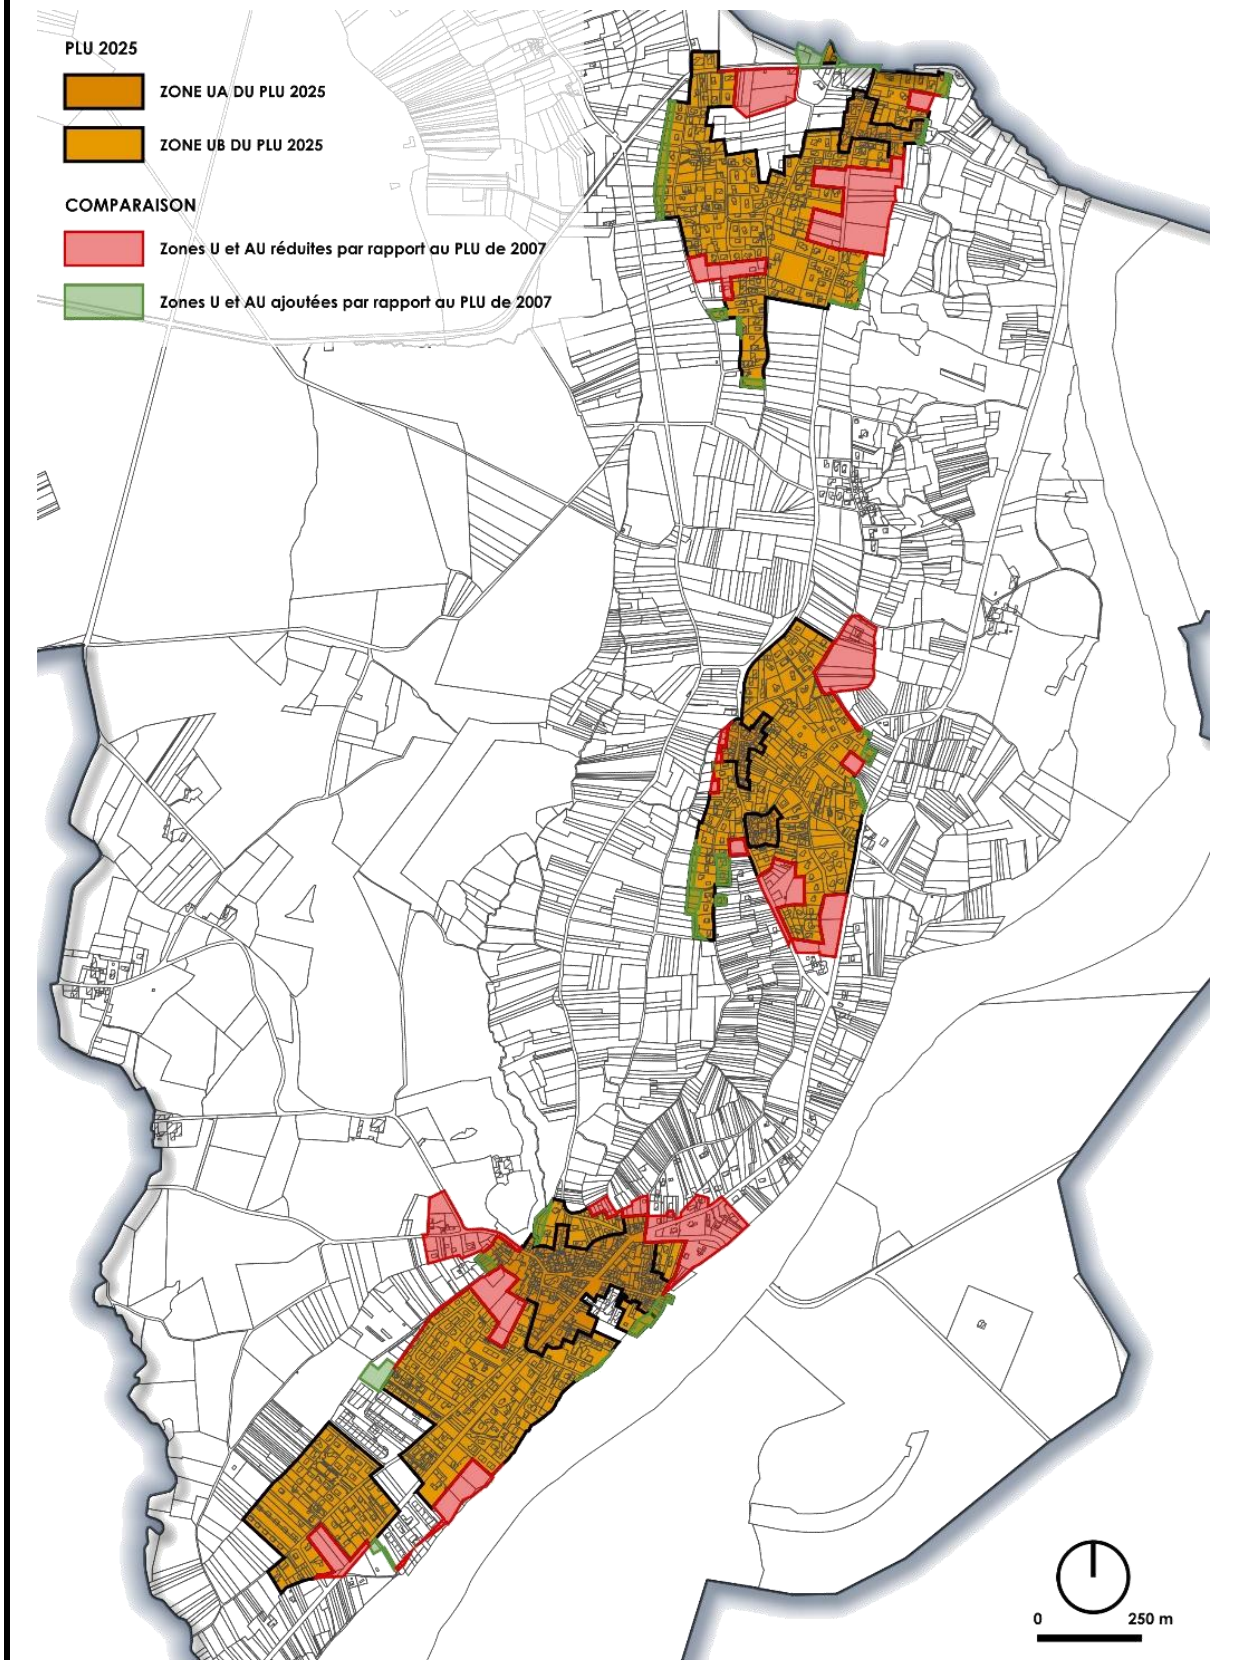 PLU 2025
ZONE UA DU PLU 2025
ZONE UB DU PLU 2025
COMPARAISON
Zones U et AU réduites par rapport au PLU de 2007
Zones U et AU ajoutées par rapport au PLU de 2007
0 250 m